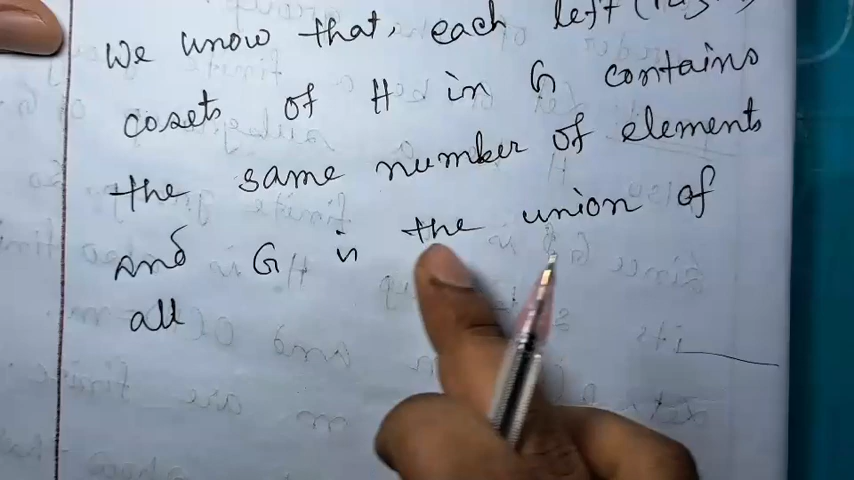 We know that, each left
cosets of H in G contains
the same number of elements
And G is the union of
all